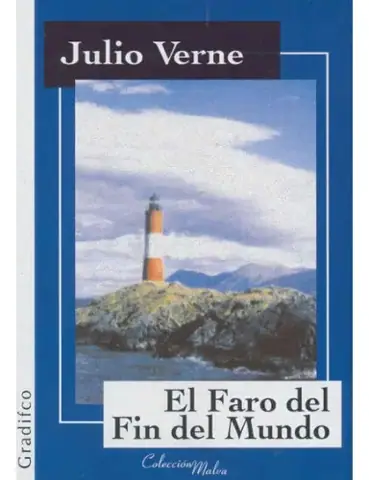 Julio Verne
El Faro del
Fin del Mundo
Colección Malva
Gradifco